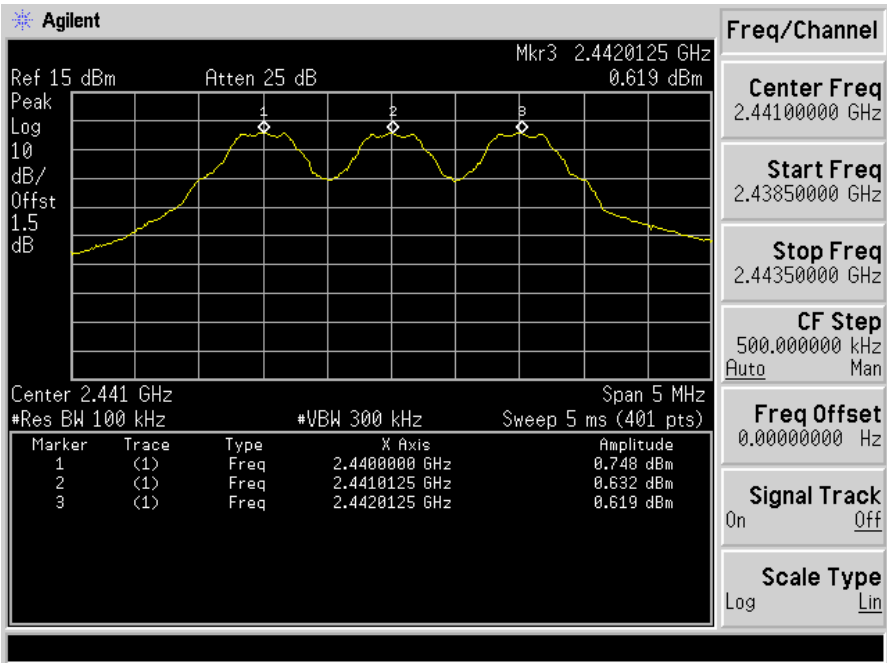 Agilent
Freq/Channel
Mkr3 2.4420125 GHz
Ref 15 dBm Atten 25 dB 0.619 dBm
Peak
Log
10
dB/
Offst
1.5
dB
1 2 3
Center 2.441 GHz Span 5 MHz
#Res BW 100 kHz #VBW 300 kHz Sweep 5 ms (401 pts)
Marker Trace Type X Axis Amplitude
1 (1) Freq 2.4400000 GHz 0.748 dBm
2 (1) Freq 2.4410125 GHz 0.632 dBm
3 (1) Freq 2.4420125 GHz 0.619 dBm
Center Freq
2.44100000 GHz
Start Freq
2.43850000 GHz
Stop Freq
2.44350000 GHz
CF Step
500.000000 kHz
Auto Man
Freq Offset
0.00000000 Hz
Signal Track
On Off
Scale Type
Log Lin